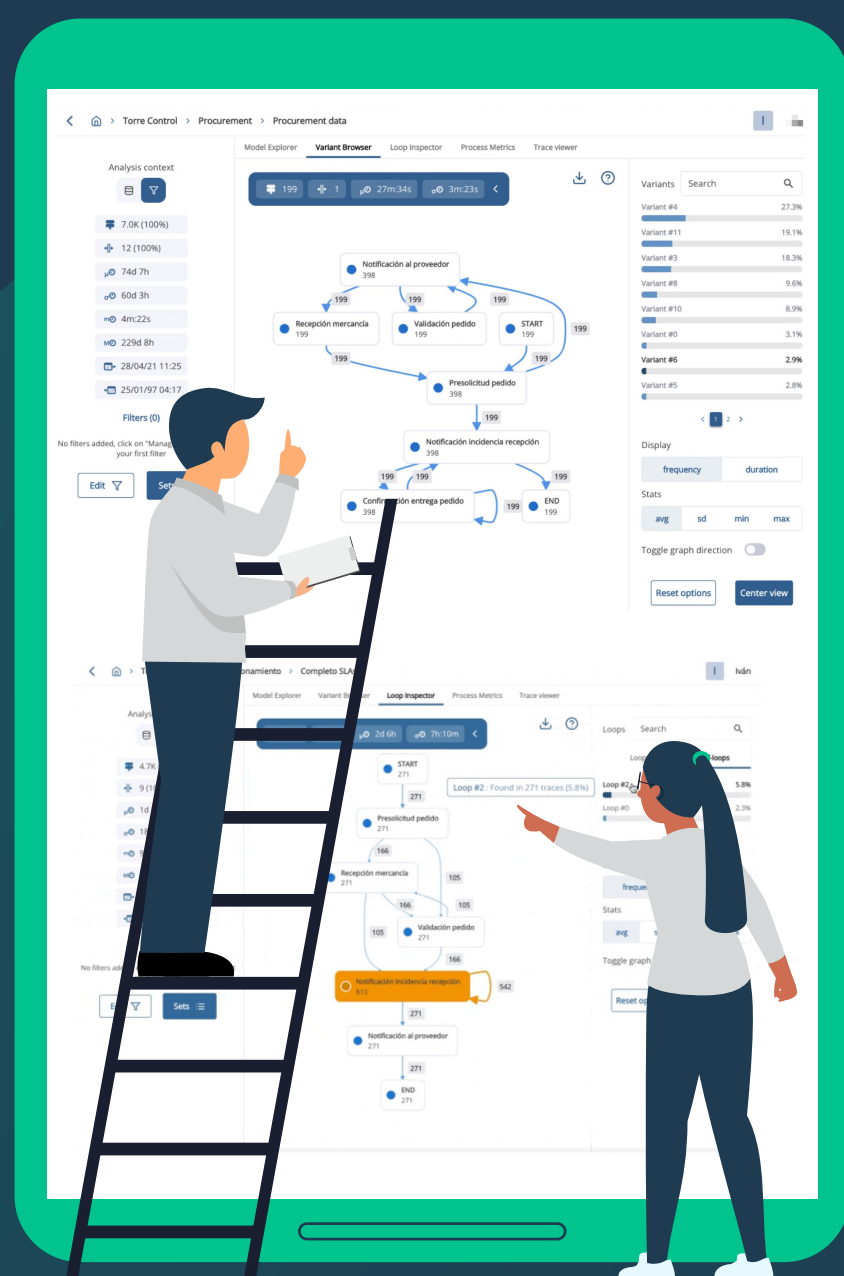 Torre Control > Procurement > Procurement data
I
Model Explorer Variant Browser Loop Inspector Process Metrics Trace viewer
Analysis context
7.0K (100%)
12 (100%)
μ 74d 7h
σ 60d 3h
m 4m:22s
M 229d 8h
28/04/21 11:25
25/01/97 04:17
Filters (0)
No filters added, click on "Manag
your first filter
Edit
199 1 μ 27m:34s σ 3m:23s
Notificación al proveedor
398
199 199 199
Recepción mercancía
199
Validación pedido
199
START
199
199
199 199
Presolicitud pedido
398
199
Notificación incidencia recepción
398
199 199 199
entrega pedido
398
199
END
199
Variants Search
Variant #4 27.3%
Variant #11 19.1%
Variant #3 18.3%
Variant #8 9.6%
Variant #10 8.9%
Variant #0 3.1%
Variant #6 2.9%
Variant #5 2.8%
1 2
Display
frequency duration
Stats
avg sd min max
Toggle graph direction
Reset options Center view
onamiento > Completo SLA
I Iván
Model Explorer Variant Loop Inspector Process Metrics Trace viewer
4.7K
μ 2d 6h σ 7h:10m
No filters
Sets
START
271
271
Loop #2 : Found in 271 traces (5.8%)
Presolicitud pedido
271
166
Recepción mercancía
271
105
166 105
Validación pedido
271
105
166
Notificación incidencia recepción
813
542
271
Notificación al proveedor
271
271
END
271
Loops Search
Loop #2 5.8%
Loop #0 2.3%
Stats
avg
Toggle graph